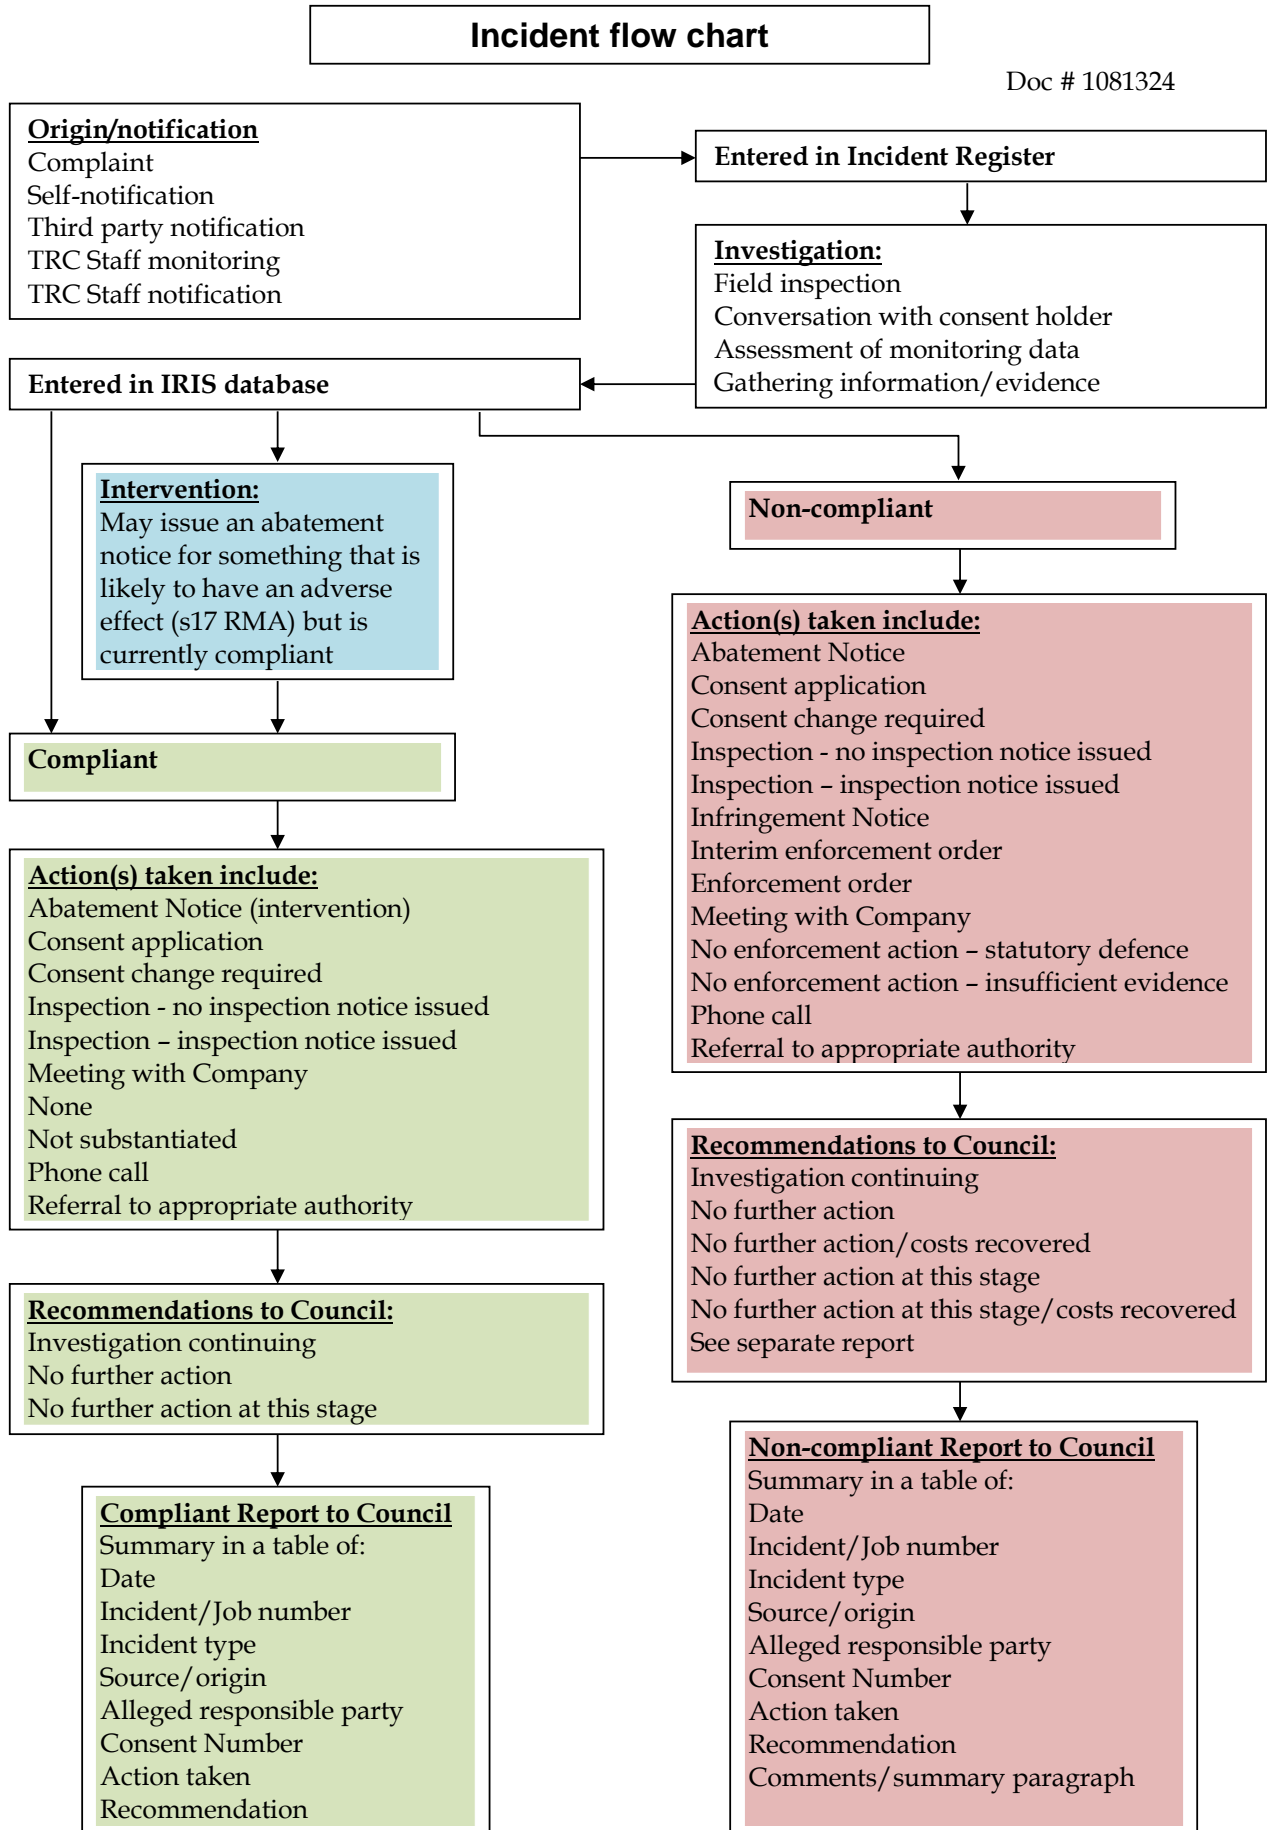 Incident flow chart
Doc # 1081324
Origin/notification
Complaint
Self-notification
Third party notification
TRC Staff monitoring
TRC Staff notification
Entered in Incident Register
Investigation:
Field inspection
Conversation with consent holder
Assessment of monitoring data
Gathering information/evidence
Entered in IRIS database
Intervention:
May issue an abatement
notice for something that is
likely to have an adverse
effect (s17 RMA) but is
currently compliant
Compliant
Action(s) taken include:
Abatement Notice (intervention)
Consent application
Consent change required
Inspection - no inspection notice issued
Inspection – inspection notice issued
Meeting with Company
None
Not substantiated
Phone call
Referral to appropriate authority
Recommendations to Council:
Investigation continuing
No further action
No further action at this stage
Compliant Report to Council
Summary in a table of:
Date
Incident/Job number
Incident type
Source/origin
Alleged responsible party
Consent Number
Action taken
Recommendation
Non-compliant
Action(s) taken include:
Abatement Notice
Consent application
Consent change required
Inspection - no inspection notice issued
Inspection – inspection notice issued
Infringement Notice
Interim enforcement order
Enforcement order
Meeting with Company
No enforcement action – statutory defence
No enforcement action – insufficient evidence
Phone call
Referral to appropriate authority
Recommendations to Council:
Investigation continuing
No further action
No further action/costs recovered
No further action at this stage
No further action at this stage/costs recovered
See separate report
Non-compliant Report to Council
Summary in a table of:
Date
Incident/Job number
Incident type
Source/origin
Alleged responsible party
Consent Number
Action taken
Recommendation
Comments/summary paragraph